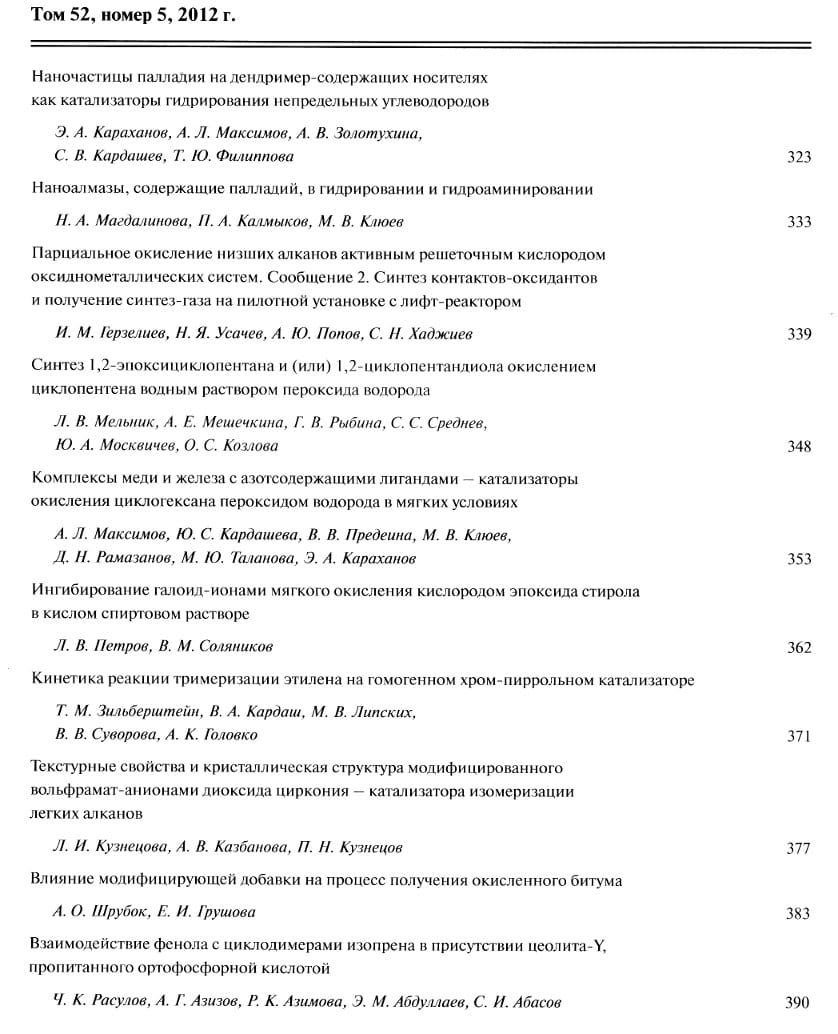 Том 52, номер 5, 2012 г.
Наночастицы палладия на дендример-содержащих носителях
как катализаторы гидрирования непредельных углеводородов
Э. А. Караханов, А. Л. Максимов, А. В. Золотухина,
С. В. Кардашев, Т. Ю. Филиппова 323
Наноалмазы, содержащие палладий, в гидрировании и гидроаминировании
Н. А. Магдалинова, П. А. Калмыков, М. В. Клюев 333
Парциальное окисление низших алканов активным решеточным кислородом
оксиднометаллических систем. Сообщение 2. Синтез контактов-оксидантов
и получение синтез-газа на пилотной установке с лифт-реактором
И. М. Герзелиев, Н. Я. Усачев, А. Ю. Попов, С. Н. Хаджиев 339
Синтез 1,2-эпоксициклопентана и (или) 1,2-циклопентандиола окислением
циклопентена водным раствором пероксида водорода
Л. В. Мельник, А. Е. Мешечкина, Г. В. Рыбина, С. С. Среднев,
Ю. А. Москвичев, О. С. Козлова 348
Комплексы меди и железа с азотсодержащими лигандами – катализаторы
окисления циклогексана пероксидом водорода в мягких условиях
А. Л. Максимов, Ю. С. Кардашева, В. В. Предеина, М. В. Клюев,
Д. Н. Рамазанов, М. Ю. Таланова, Э. А. Караханов 353
Ингибирование галоид-ионами мягкого окисления кислородом эпоксида стирола
в кислом спиртовом растворе
Л. В. Петров, В. М. Соляников 362
Кинетика реакции тримеризации этилена на гомогенном хром-пиррольном катализаторе
Т. М. Зильберштейн, В. А. Кардаш, М. В. Липских,
В. В. Суворова, А. К. Головко 371
Текстурные свойства и кристаллическая структура модифицированного
вольфрамат-анионами диоксида циркония – катализатора изомеризации
легких алканов
Л. И. Кузнецова, А. В. Казбанова, П. Н. Кузнецов 377
Влияние модифицирующей добавки на процесс получения окисленного битума
А. О. Шрубок, Е. И. Грушова 383
Взаимодействие фенола с циклодимерами изопрена в присутствии цеолита-Y,
пропитанного ортофосфорной кислотой
Ч. К. Расулов, А. Г. Азизов, Р. К. Азимова, Э. М. Абдуллаев, С. И. Абасов 390